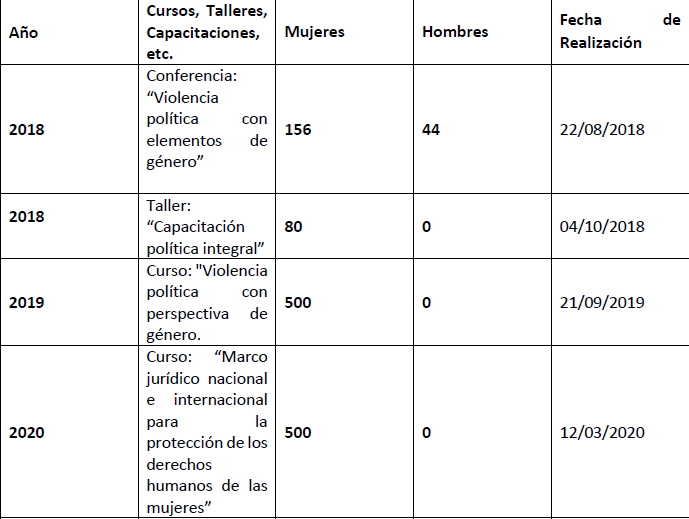 Año
Cursos, Talleres,
Capacitaciones,
etc.
Mujeres
Hombres
Fecha de
Realización
2018
Conferencia:
“Violencia
política con
elementos de
género”
156
44
22/08/2018
2018
Taller:
“Capacitación
política integral”
80
0
04/10/2018
2019
Curso: "Violencia
política con
perspectiva de
género.
500
0
21/09/2019
2020
Curso: “Marco
jurídico nacional
e internacional
para la
protección de los
derechos
humanos de las
mujeres”
500
0
12/03/2020